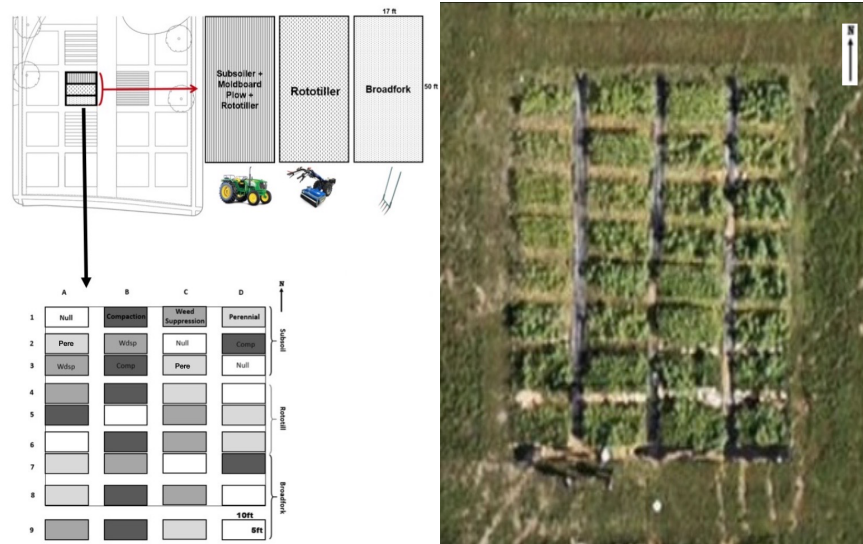 17 ft
Subsoiler +
Moldboard
Plow +
Rototiller
Rototiller
Broadfork
50 ft
N
A B C D
N
1 Null Compaction Weed Suppression Perennial
2 Pere Wdsp Null Comp
3 Wdsp Comp Pere Null
Subsoil
4
5
6
Rototill
7
8
9
Broadfork
10ft
5ft